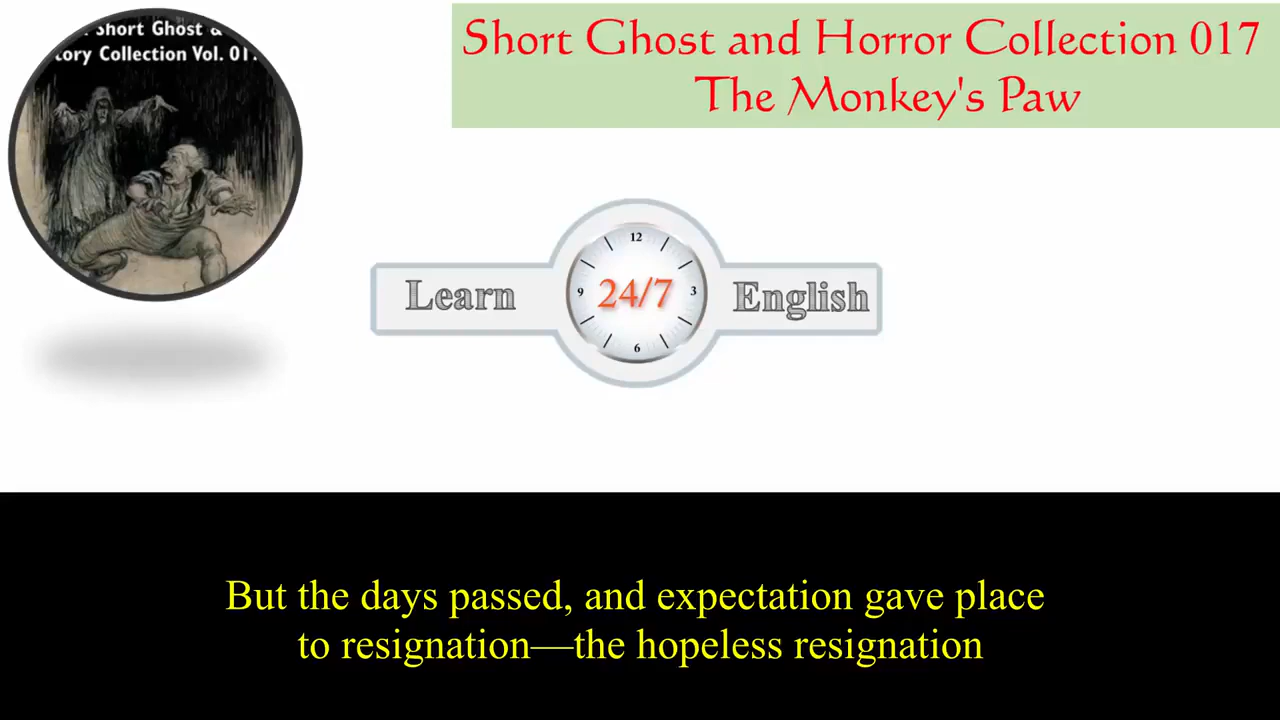 Short Ghost &
tory Collection Vol. 01
Short Ghost and Horror Collection 017
The Monkey's Paw
12
Learn
9
24/7
3
English
6
But the days passed, and expectation gave place
to resignation—the hopeless resignation